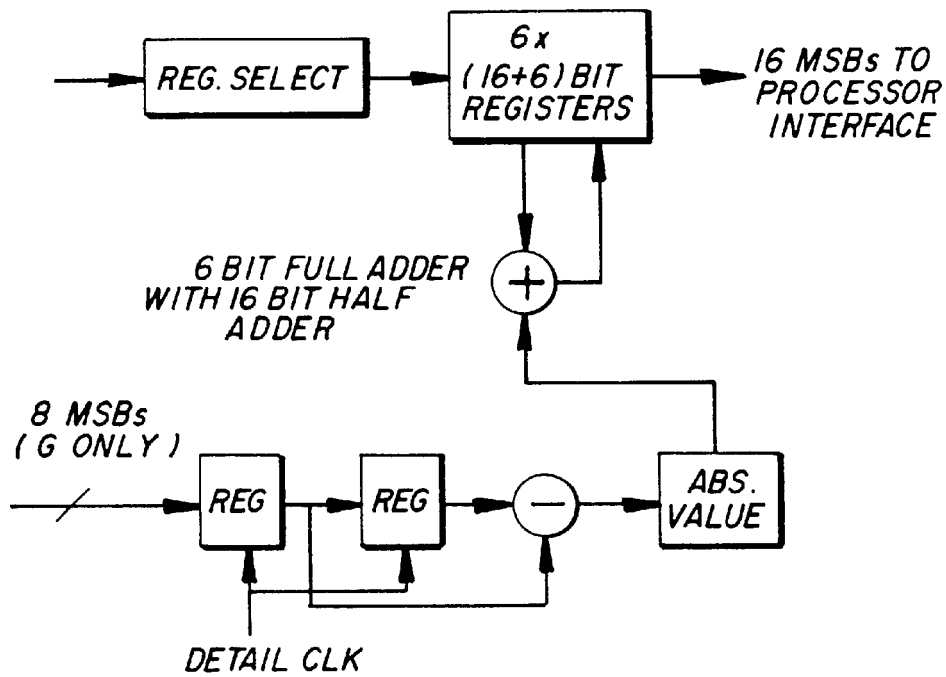 REG. SELECT
6x
(16+6) BIT
REGISTERS
16 MSBs TO
PROCESSOR
INTERFACE
6 BIT FULL ADDER
WITH 16 BIT HALF
ADDER
+
8 MSBs
( G ONLY )
REG
REG
−
ABS.
VALUE
DETAIL CLK